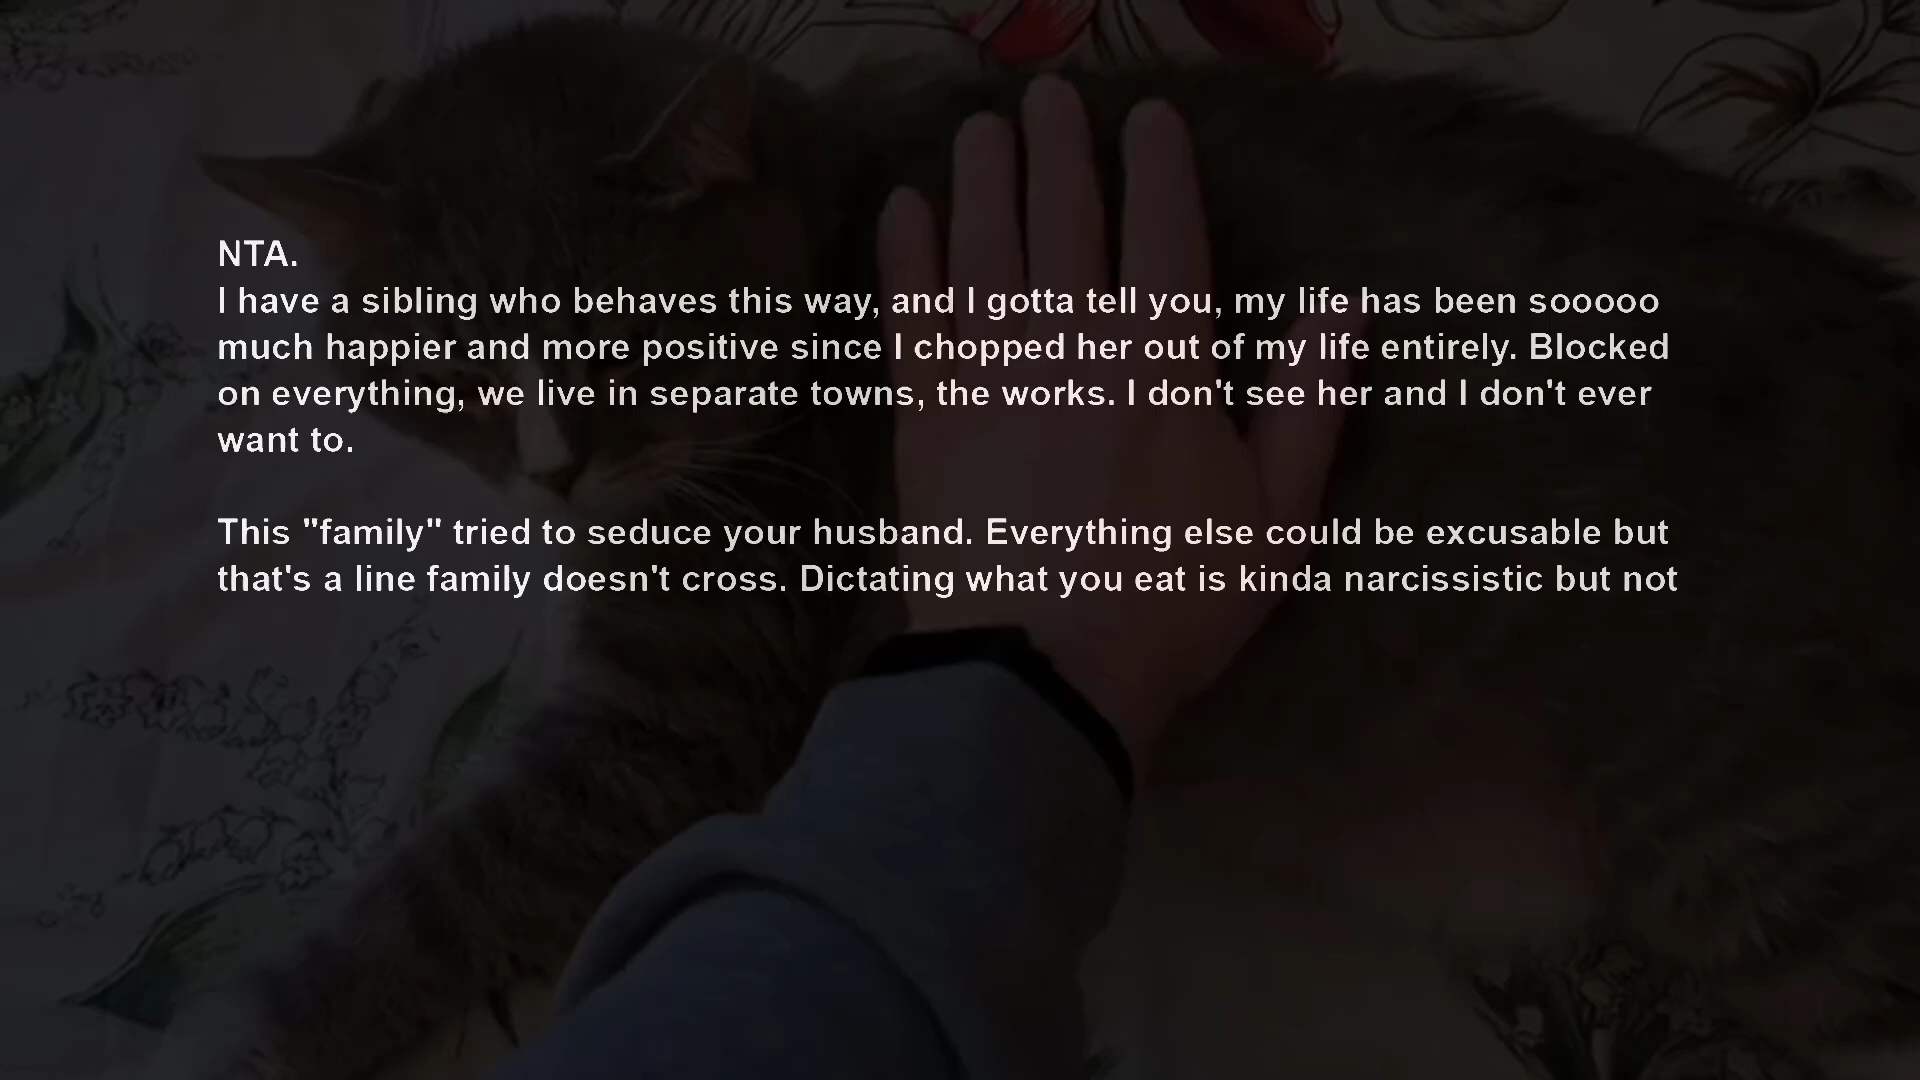 NTA.
I have a sibling who behaves this way, and I gotta tell you, my life has been sooooo
much happier and more positive since I chopped her out of my life entirely. Blocked
on everything, we live in separate towns, the works. I don't see her and I don't ever
want to.
This "family" tried to seduce your husband. Everything else could be excusable but
that's a line family doesn't cross. Dictating what you eat is kinda narcissistic but not